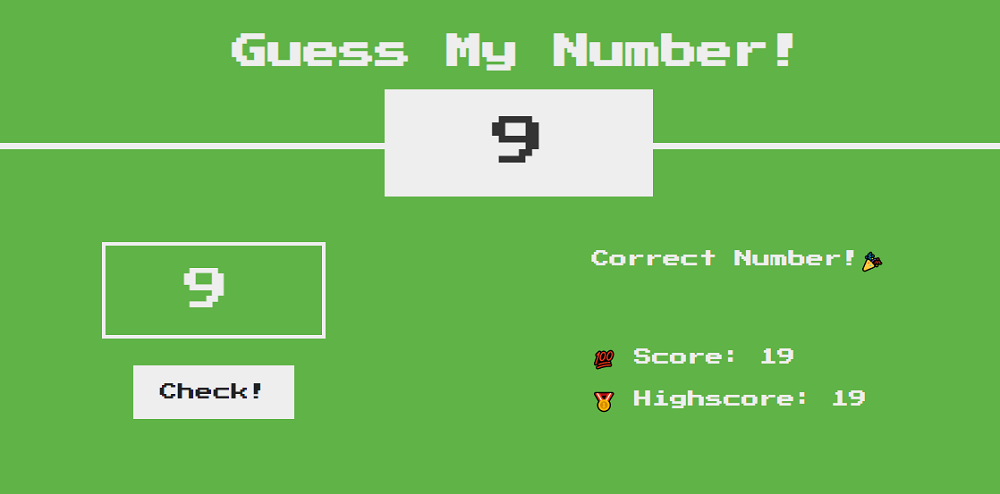 Guess My Number!
9
9
Check!
Correct Number!🎉
💯 Score: 19
🏅 Highscore: 19